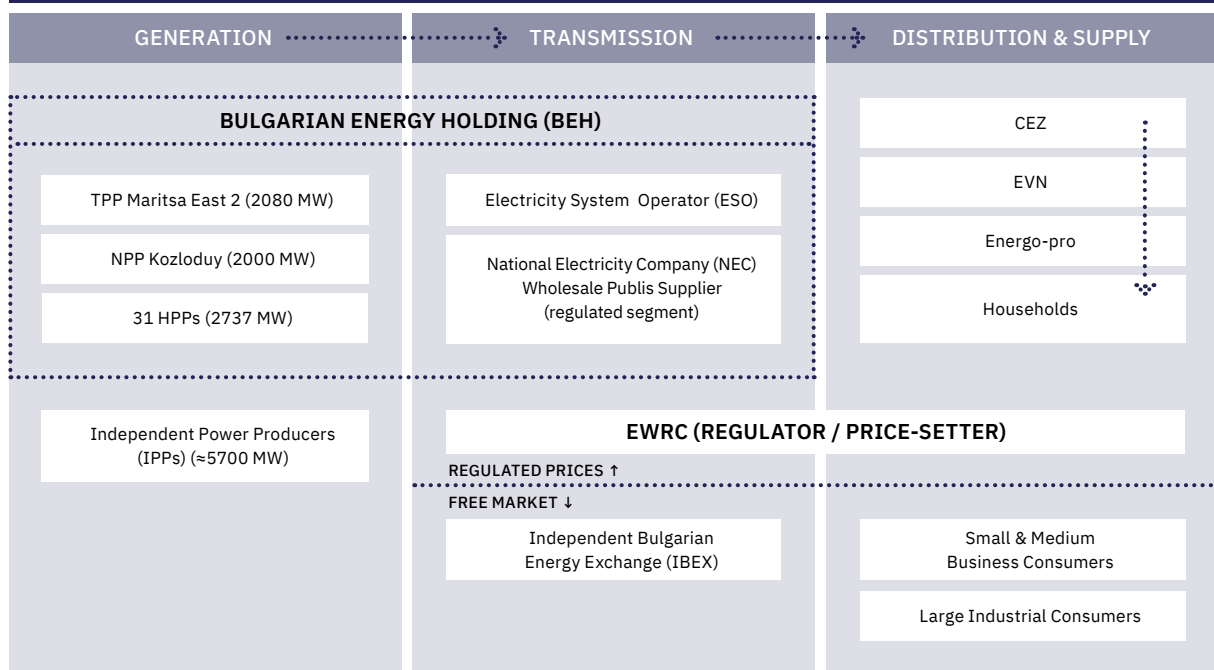 GENERATION
TRANSMISSION
DISTRIBUTION & SUPPLY
BULGARIAN ENERGY HOLDING (BEH)
TPP Maritsa East 2 (2080 MW)
NPP Kozloduy (2000 MW)
31 HPPs (2737 MW)
Independent Power Producers
(IPPs) (≈5700 MW)
Electricity System Operator (ESO)
National Electricity Company (NEC)
Wholesale Publis Supplier
(regulated segment)
CEZ
EVN
Energo-pro
Households
EWRC (REGULATOR / PRICE-SETTER)
REGULATED PRICES ↑
FREE MARKET ↓
Independent Bulgarian
Energy Exchange (IBEX)
Small & Medium
Business Consumers
Large Industrial Consumers